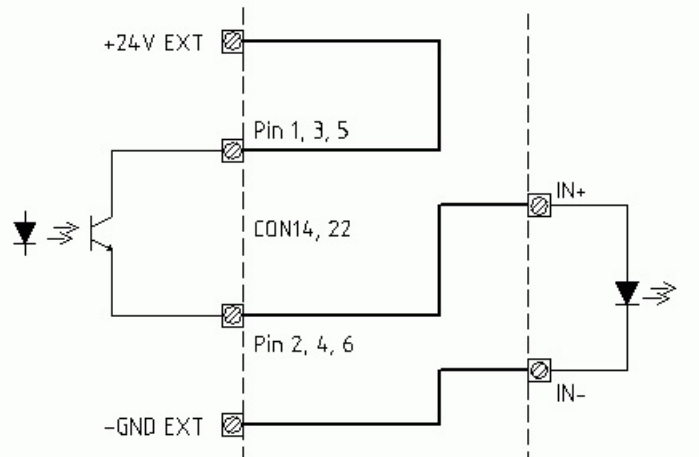 +24V EXT
Pin 1, 3, 5
IN+
CON14, 22
Pin 2, 4, 6
IN-
-GND EXT